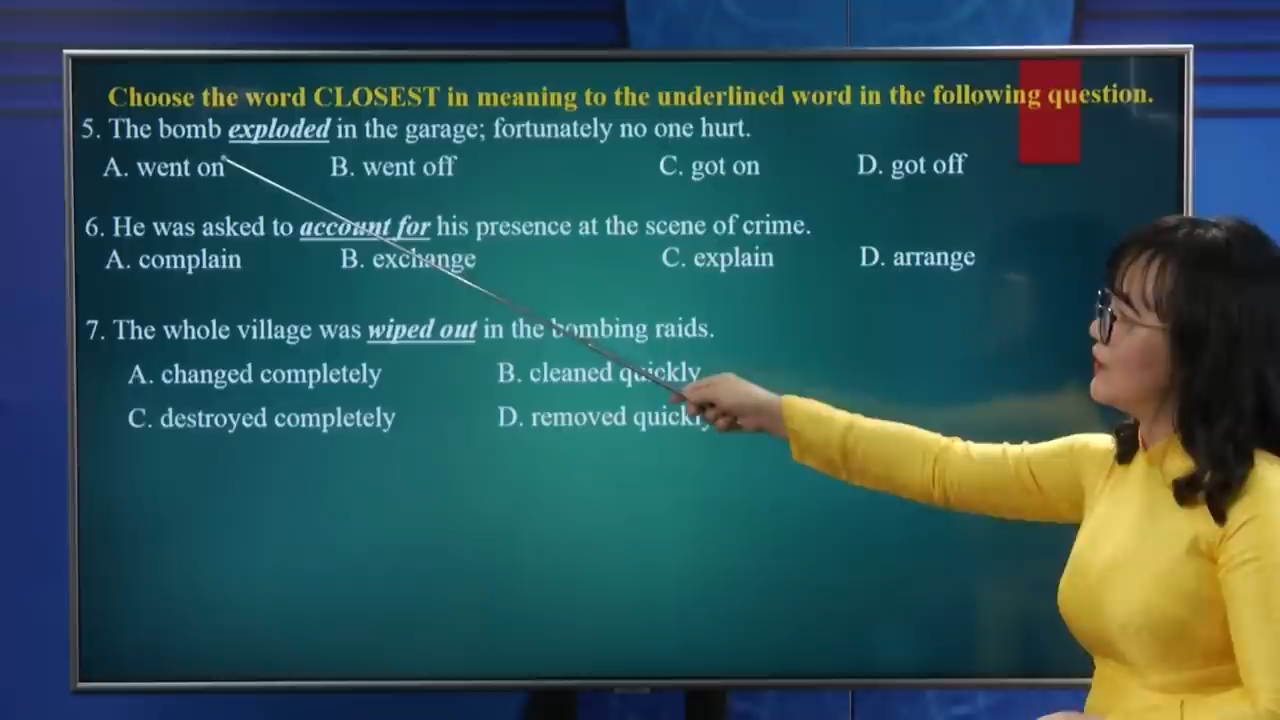 Choose the word CLOSEST in meaning to the underlined word in the following question.
5. The bomb exploded in the garage; fortunately no one hurt.
A. went on B. went off C. got on D. got off
6. He was asked to account for his presence at the scene of crime.
A. complain B. exchange C. explain D. arrange
7. The whole village was wiped out in the bombing raids.
A. changed completely B. cleaned quickly
C. destroyed completely D. removed quickly